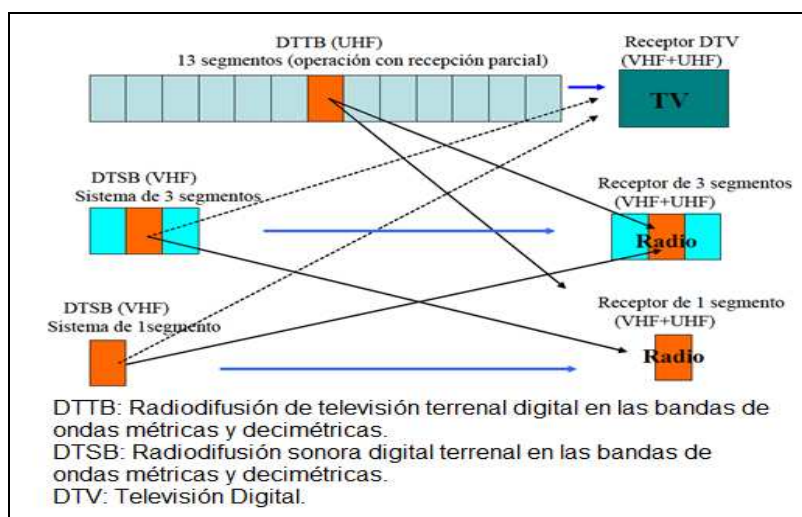 DTTB (UHF)
13 segmentos (operación con recepción parcial)
Receptor DTV
(VHF+UHF)
TV
DTSB (VHF)
Sistema de 3 segmentos
Receptor de 3 segmentos
(VHF+UHF)
Radio
DTSB (VHF)
Sistema de 1segmento
Receptor de 1 segmento
(VHF+UHF)
Radio
DTTB: Radiodifusión de televisión terrenal digital en las bandas de
ondas métricas y decimétricas.
DTSB: Radiodifusión sonora digital terrenal en las bandas de
ondas métricas y decimétricas.
DTV: Televisión Digital.